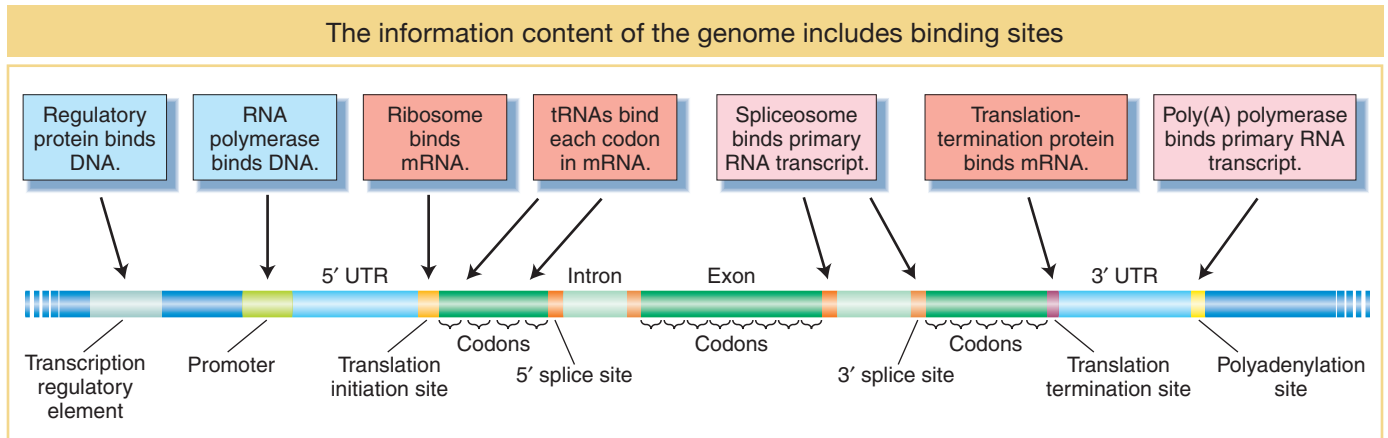 The information content of the genome includes binding sites
Regulatory
protein binds
DNA.
RNA
polymerase
binds DNA.
Ribosome
binds
mRNA.
tRNAs bind
each codon
in mRNA.
Spliceosome
binds primary
RNA transcript.
Translation-
termination protein
binds mRNA.
Poly(A) polymerase
binds primary RNA
transcript.
5′ UTR
Intron
Exon
3′ UTR
Transcription
regulatory
element
Promoter
Translation
initiation site
Codons
5′ splice site
Codons
3′ splice site
Codons
Translation
termination site
Polyadenylation
site